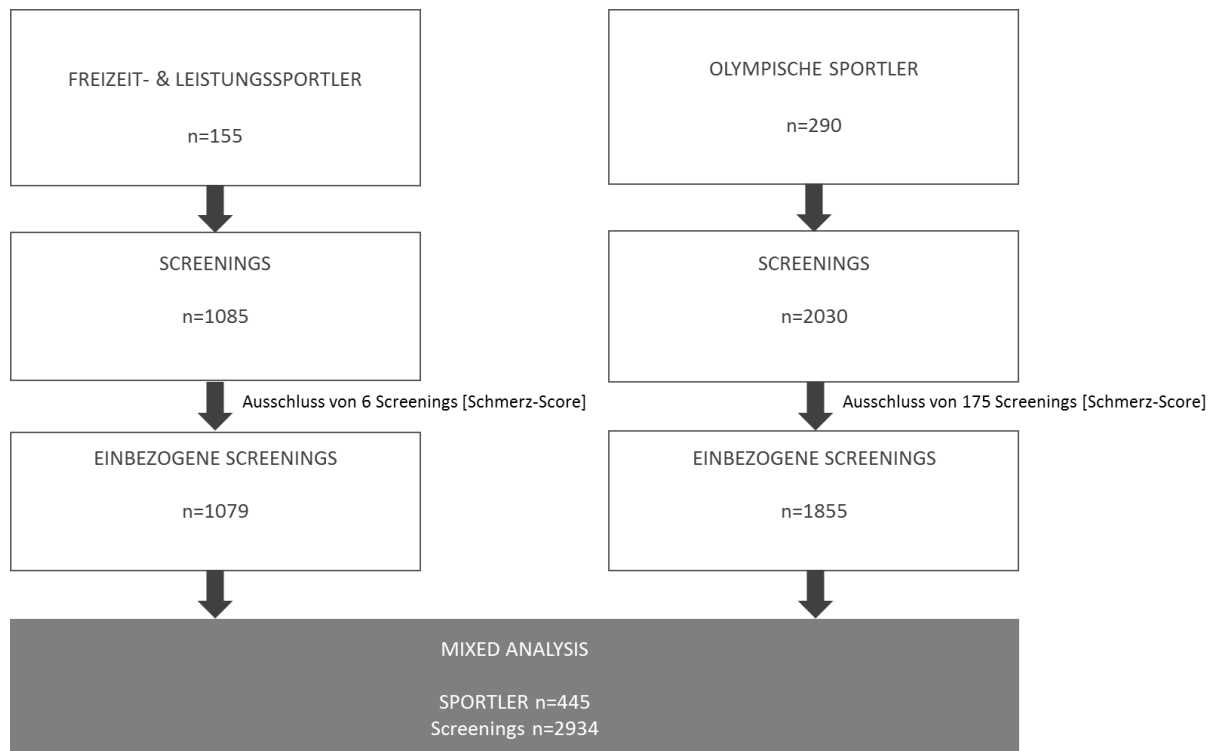 FREIZEIT- & LEISTUNGSSPORTLER
n=155
SCREENINGS
n=1085
Ausschluss von 6 Screenings [Schmerz-Score]
EINBEZOGENE SCREENINGS
n=1079
OLYMPISCHE SPORTLER
n=290
SCREENINGS
n=2030
Ausschluss von 175 Screenings [Schmerz-Score]
EINBEZOGENE SCREENINGS
n=1855
MIXED ANALYSIS
SPORTLER n=445
Screenings n=2934